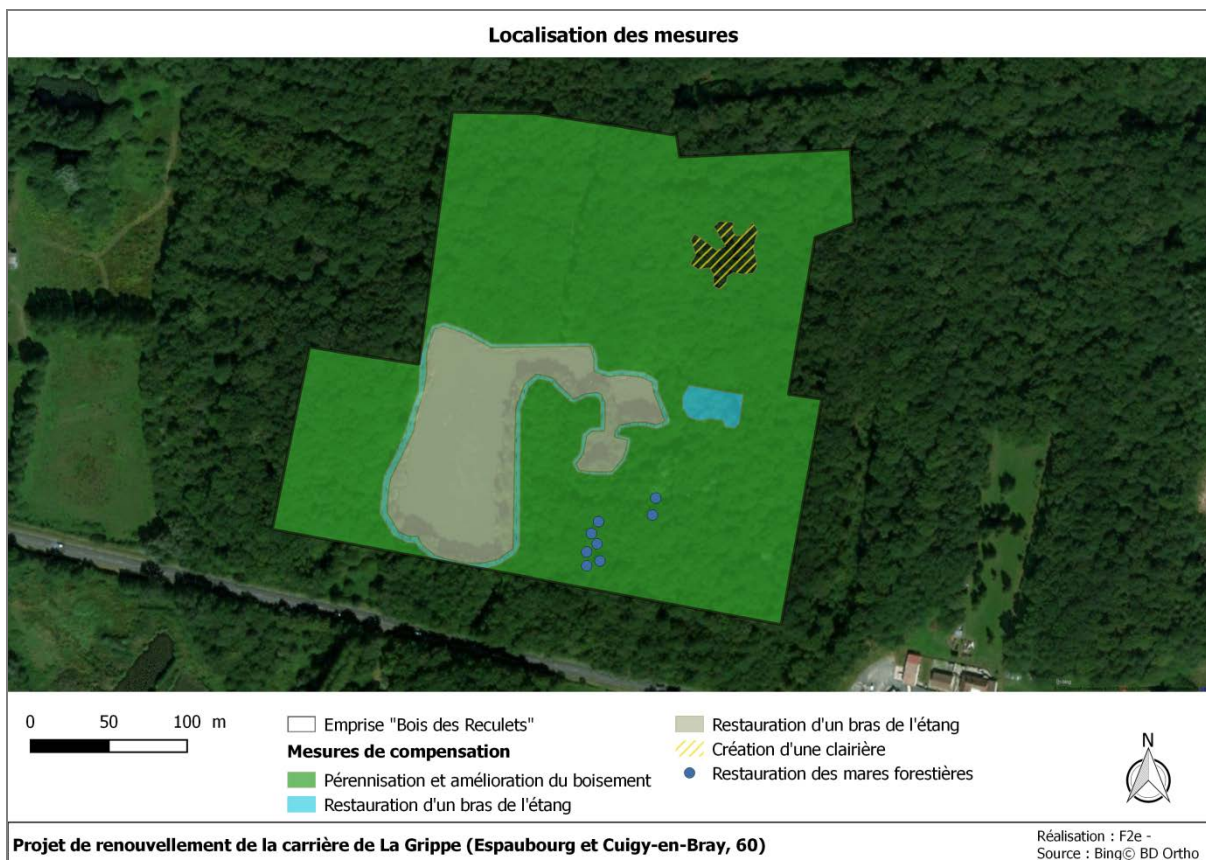 Localisation des mesures
0 50 100 m
Emprise "Bois des Reculets"
Mesures de compensation
Pérennisation et amélioration du boisement
Restauration d'un bras de l'étang
Restauration d'un bras de l'étang
Création d'une clairière
Restauration des mares forestières
N
Projet de renouvellement de la carrière de La Grippe (Espaubourg et Cuigy-en-Bray, 60)
Réalisation : F2e -
Source : Bing© BD Ortho